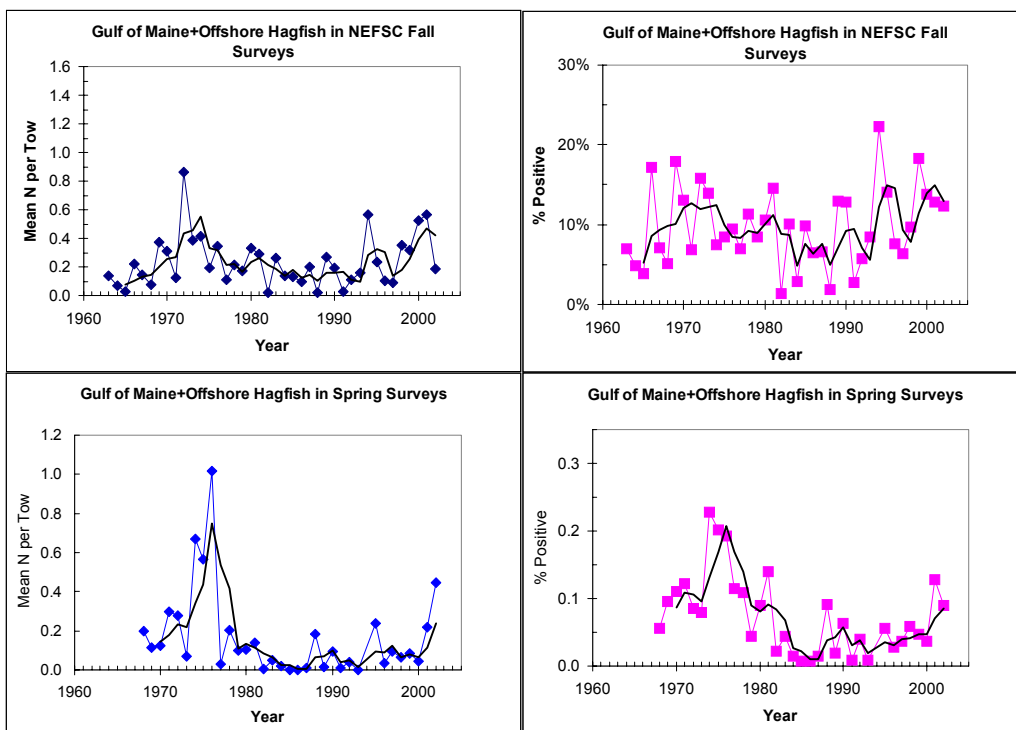 Gulf of Maine+Offshore Hagfish in NEFSC Fall
Surveys
Mean N per Tow
1.6
1.4
1.2
1.0
0.8
0.6
0.4
0.2
0.0
1960 1970 1980 1990 2000
Year
Gulf of Maine+Offshore Hagfish in NEFSC Fall
Surveys
% Positive
30%
20%
10%
0%
1960 1970 1980 1990 2000
Year
Gulf of Maine+Offshore Hagfish in Spring Surveys
Mean N per Tow
1.2
1.0
0.8
0.6
0.4
0.2
0.0
1960 1970 1980 1990 2000
Year
Gulf of Maine+Offshore Hagfish in Spring Surveys
% Positive
0.3
0.2
0.1
0.0
1960 1970 1980 1990 2000
Year